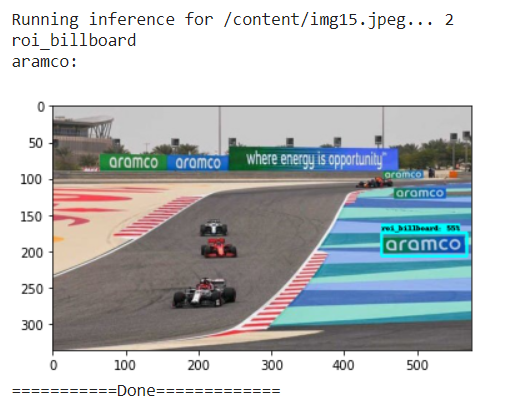 Running inference for /content/img15.jpeg... 2
roi_billboard
aramco:
0
50
aramco aramco where energy is opportunity
100
aramco
aramco
150
roi_billboard: 55%
200
aramco
250
300
0 100 200 300 400 500
===========Done=============